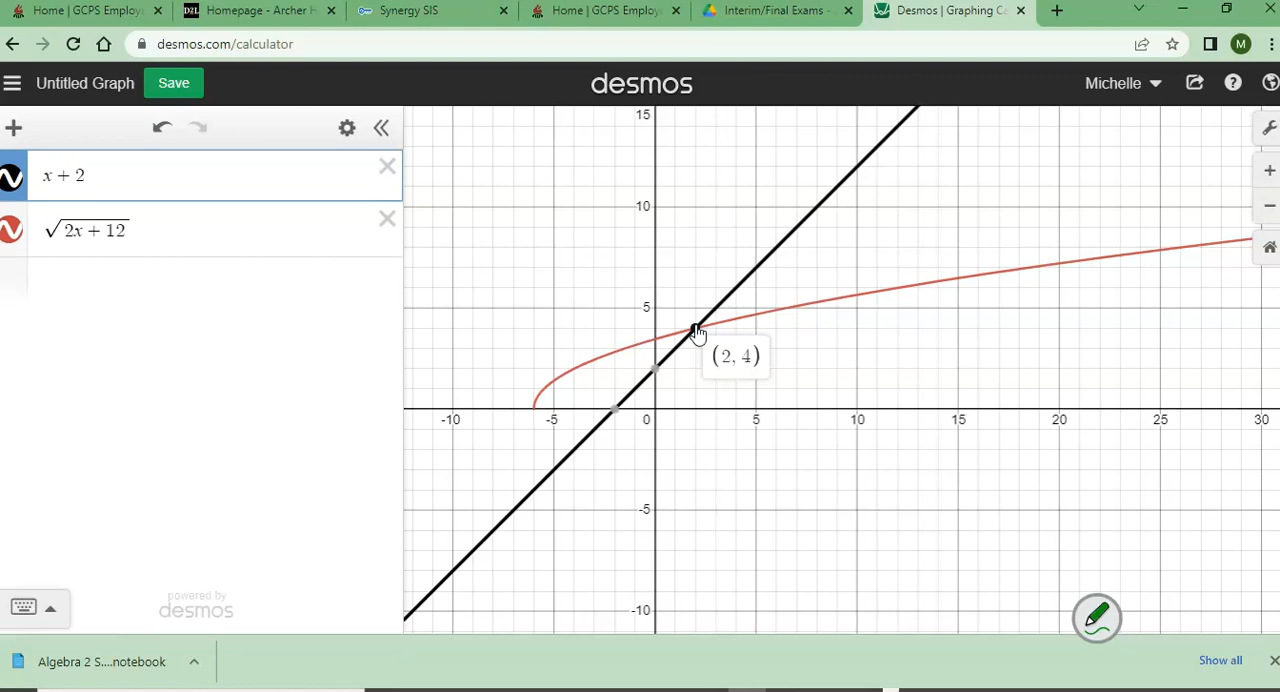 Home | GCPS Employ
D2L Homepage - Archer H
Synergy SIS
Home | GCPS Employ
Interim/Final Exams -
Desmos | Graphing Ca
desmos.com/calculator
M
Untitled Graph
Save
desmos
Michelle
x + 2
√2x + 12
powered by
desmos
15
10
5
(2, 4)
-10 -5 0 5 10 15 20 25 30
-5
-10
Algebra 2 S....notebook
Show all